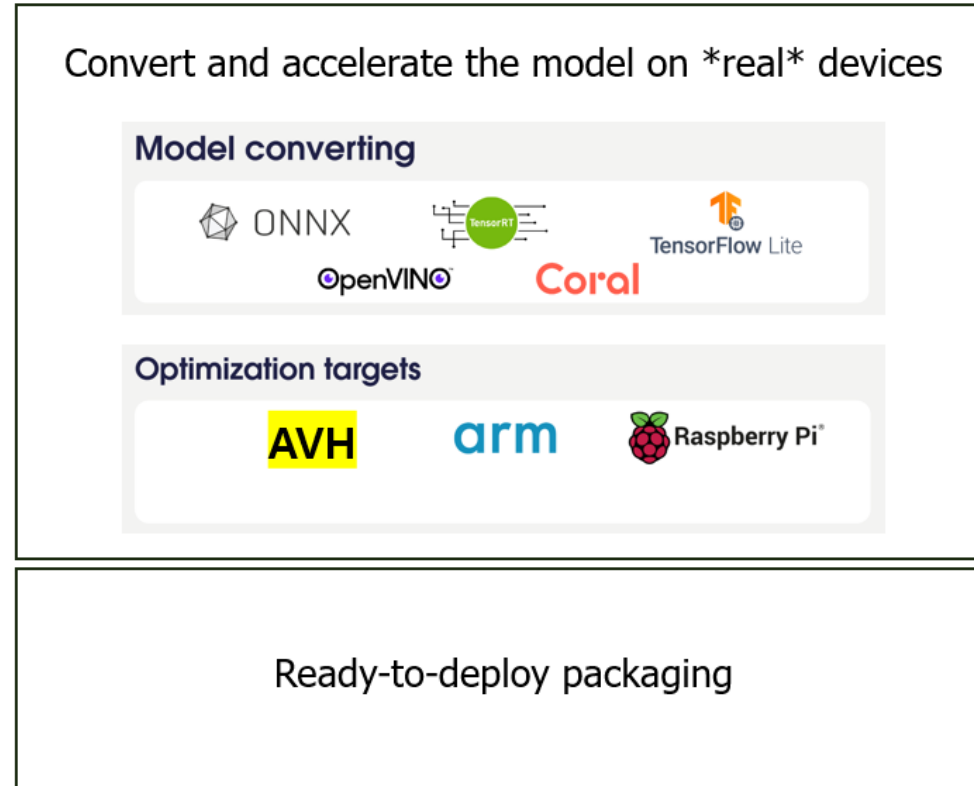 Convert and accelerate the model on *real* devices
Model converting
ONNX
TensorRT
TensorFlow Lite
OpenVINO™
Coral
Optimization targets
AVH
arm
Raspberry Pi®
Ready-to-deploy packaging